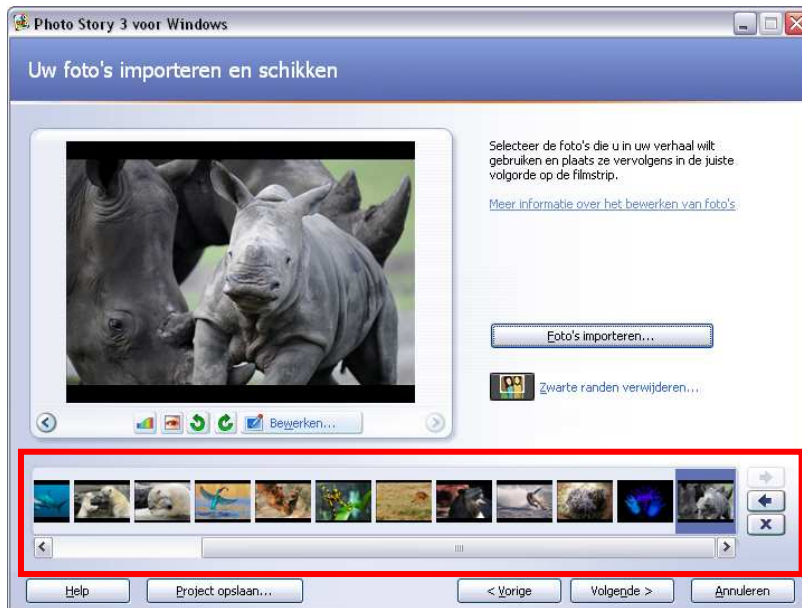 Photo Story 3 voor Windows
Uw foto's importeren en schikken
Selecteer de foto's die u in uw verhaal wilt
gebruiken en plaats ze vervolgens in de juiste
volgorde op de filmstrip.
Meer informatie over het bewerken van foto's
Foto's importeren...
Zwarte randen verwijderen...
Bewerken...
Help
Project opslaan...
< Vorige
Volgende >
Annuleren